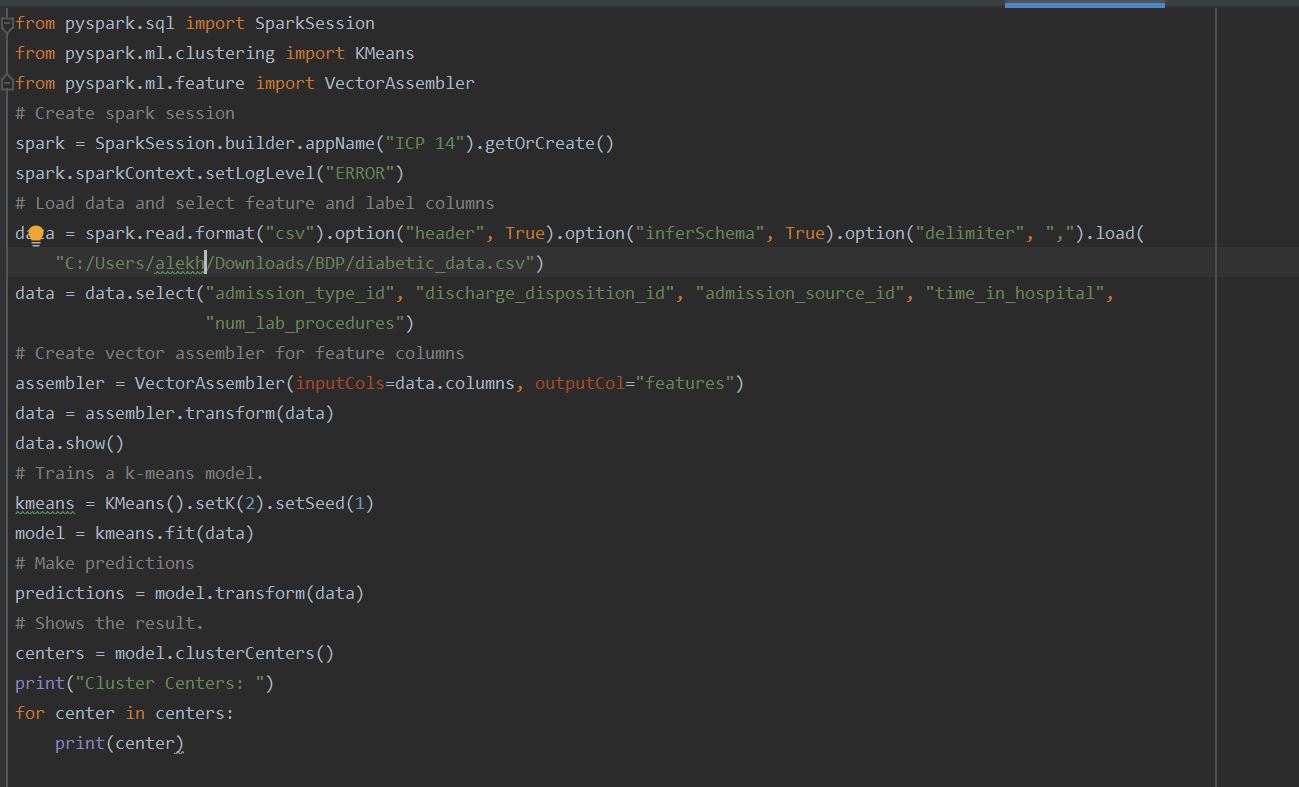 from pyspark.sql import SparkSession
from pyspark.ml.clustering import KMeans
from pyspark.ml.feature import VectorAssembler
# Create spark session
spark = SparkSession.builder.appName("ICP 14").getOrCreate()
spark.sparkContext.setLogLevel("ERROR")
# Load data and select feature and label columns
data = spark.read.format("csv").option("header", True).option("inferSchema", True).option("delimiter", ",").load(
    "C:/Users/alekh/Downloads/BDP/diabetic_data.csv")
data = data.select("admission_type_id", "discharge_disposition_id", "admission_source_id", "time_in_hospital",
                   "num_lab_procedures")
# Create vector assembler for feature columns
assembler = VectorAssembler(inputCols=data.columns, outputCol="features")
data = assembler.transform(data)
data.show()
# Trains a k-means model.
kmeans = KMeans().setK(2).setSeed(1)
model = kmeans.fit(data)
# Make predictions
predictions = model.transform(data)
# Shows the result.
centers = model.clusterCenters()
print("Cluster Centers: ")
for center in centers:
    print(center)